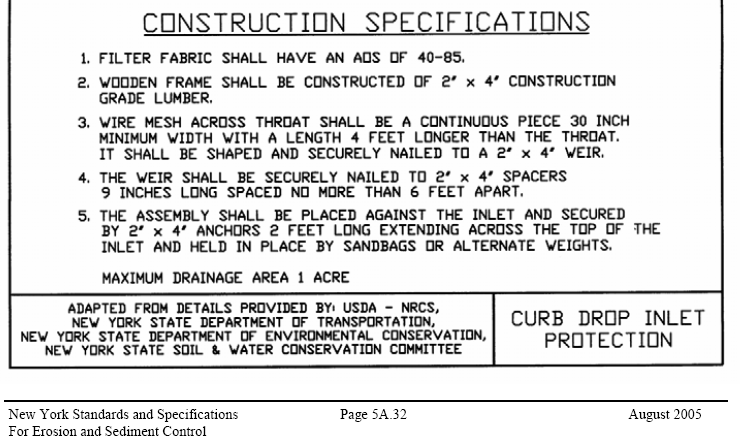 CONSTRUCTION SPECIFICATIONS
1. FILTER FABRIC SHALL HAVE AN AOS OF 40-85.
2. WOODEN FRAME SHALL BE CONSTRUCTED OF 2" x 4" CONSTRUCTION
GRADE LUMBER.
3. WIRE MESH ACROSS THROAT SHALL BE A CONTINUOUS PIECE 30 INCH
MINIMUM WIDTH WITH A LENGTH 4 FEET LONGER THAN THE THROAT.
IT SHALL BE SHAPED AND SECURELY NAILED TO A 2" x 4" WEIR.
4. THE WEIR SHALL BE SECURELY NAILED TO 2" x 4" SPACERS
9 INCHES LONG SPACED NO MORE THAN 6 FEET APART.
5. THE ASSEMBLY SHALL BE PLACED AGAINST THE INLET AND SECURED
BY 2" x 4" ANCHORS 2 FEET LONG EXTENDING ACROSS THE TOP OF THE
INLET AND HELD IN PLACE BY SANDBAGS OR ALTERNATE WEIGHTS.
MAXIMUM DRAINAGE AREA 1 ACRE
ADAPTED FROM DETAILS PROVIDED BY: USDA - NRCS,
NEW YORK STATE DEPARTMENT OF TRANSPORTATION,
NEW YORK STATE DEPARTMENT OF ENVIRONMENTAL CONSERVATION,
NEW YORK STATE SOIL & WATER CONSERVATION COMMITTEE
CURB DROP INLET
PROTECTION
New York Standards and Specifications Page 5A.32 August 2005
For Erosion and Sediment Control